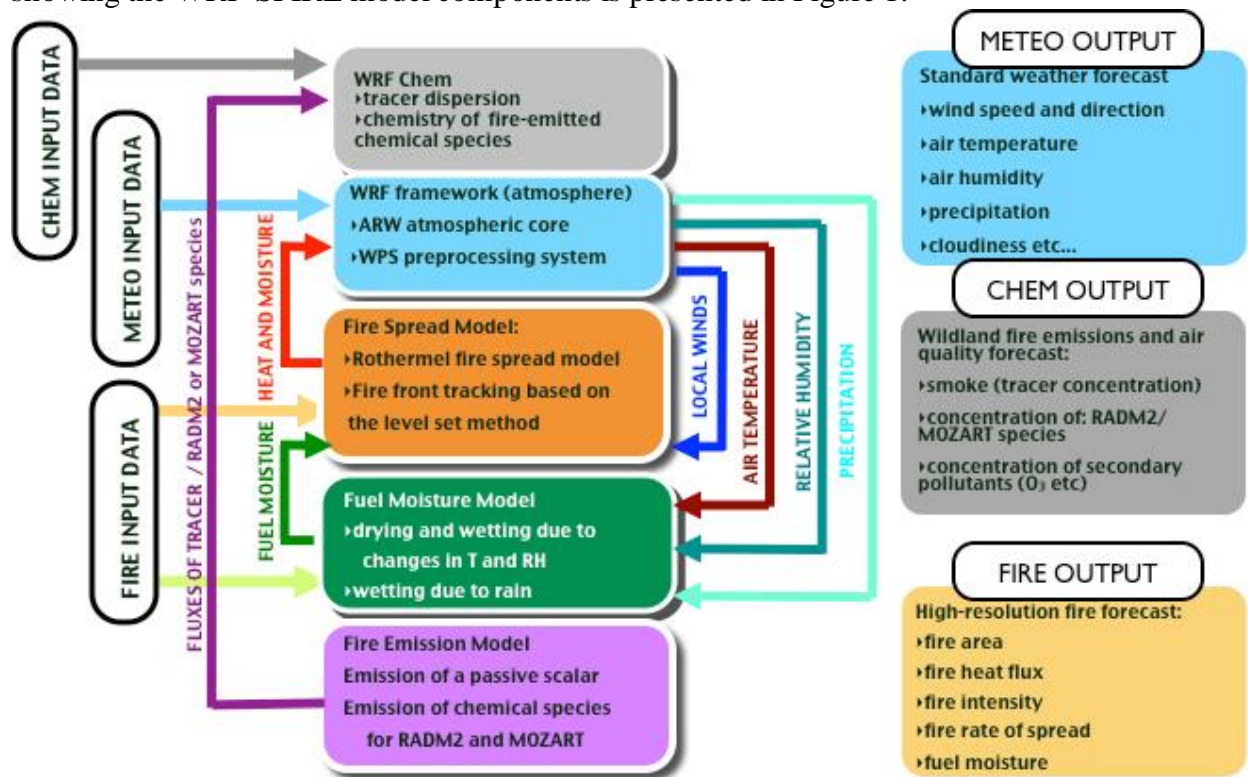 showing the WRF-SFIRE model components is presented in Figure 1.
CHEM INPUT DATA
METEO INPUT DATA
FIRE INPUT DATA
FLUXES OF TRACER / RADM2 or MOZART species
HEAT AND MOISTURE
FUEL MOISTURE
WRF Chem
‣tracer dispersion
‣chemistry of fire-emitted
chemical species
WRF framework (atmosphere)
‣ARW atmospheric core
‣WPS preprocessing system
Fire Spread Model:
‣Rothermel fire spread model
‣Fire front tracking based on
the level set method
Fuel Moisture Model
‣drying and wetting due to
changes in T and RH
‣wetting due to rain
Fire Emission Model
Emission of a passive scalar
Emission of chemical species
for RADM2 and MOZART
LOCAL WINDS
AIR TEMPERATURE
RELATIVE HUMIDITY
PRECIPITATION
METEO OUTPUT
Standard weather forecast
‣wind speed and direction
‣air temperature
‣air humidity
‣precipitation
‣cloudiness etc...
CHEM OUTPUT
Wildland fire emissions and air
quality forecast:
‣smoke (tracer concentration)
‣concentration of: RADM2/
MOZART species
‣concentration of secondary
pollutants (O₃ etc)
FIRE OUTPUT
High-resolution fire forecast:
‣fire area
‣fire heat flux
‣fire intensity
‣fire rate of spread
‣fuel moisture